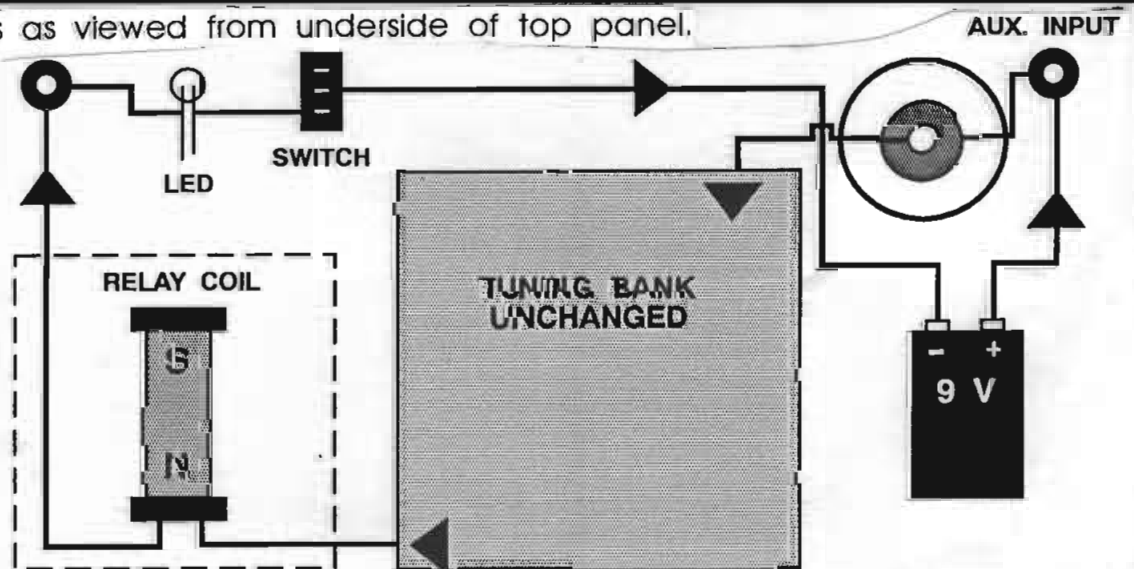 s as viewed from underside of top panel.
AUX. INPUT
SWITCH
LED
RELAY COIL
S
N
TUNING BANK
UNCHANGED
- +
9 V